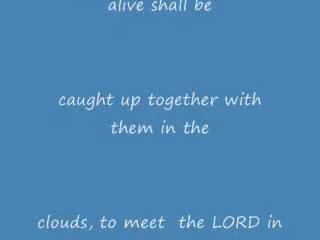 alive shall be
caught up together with
them in the
clouds, to meet  the LORD in